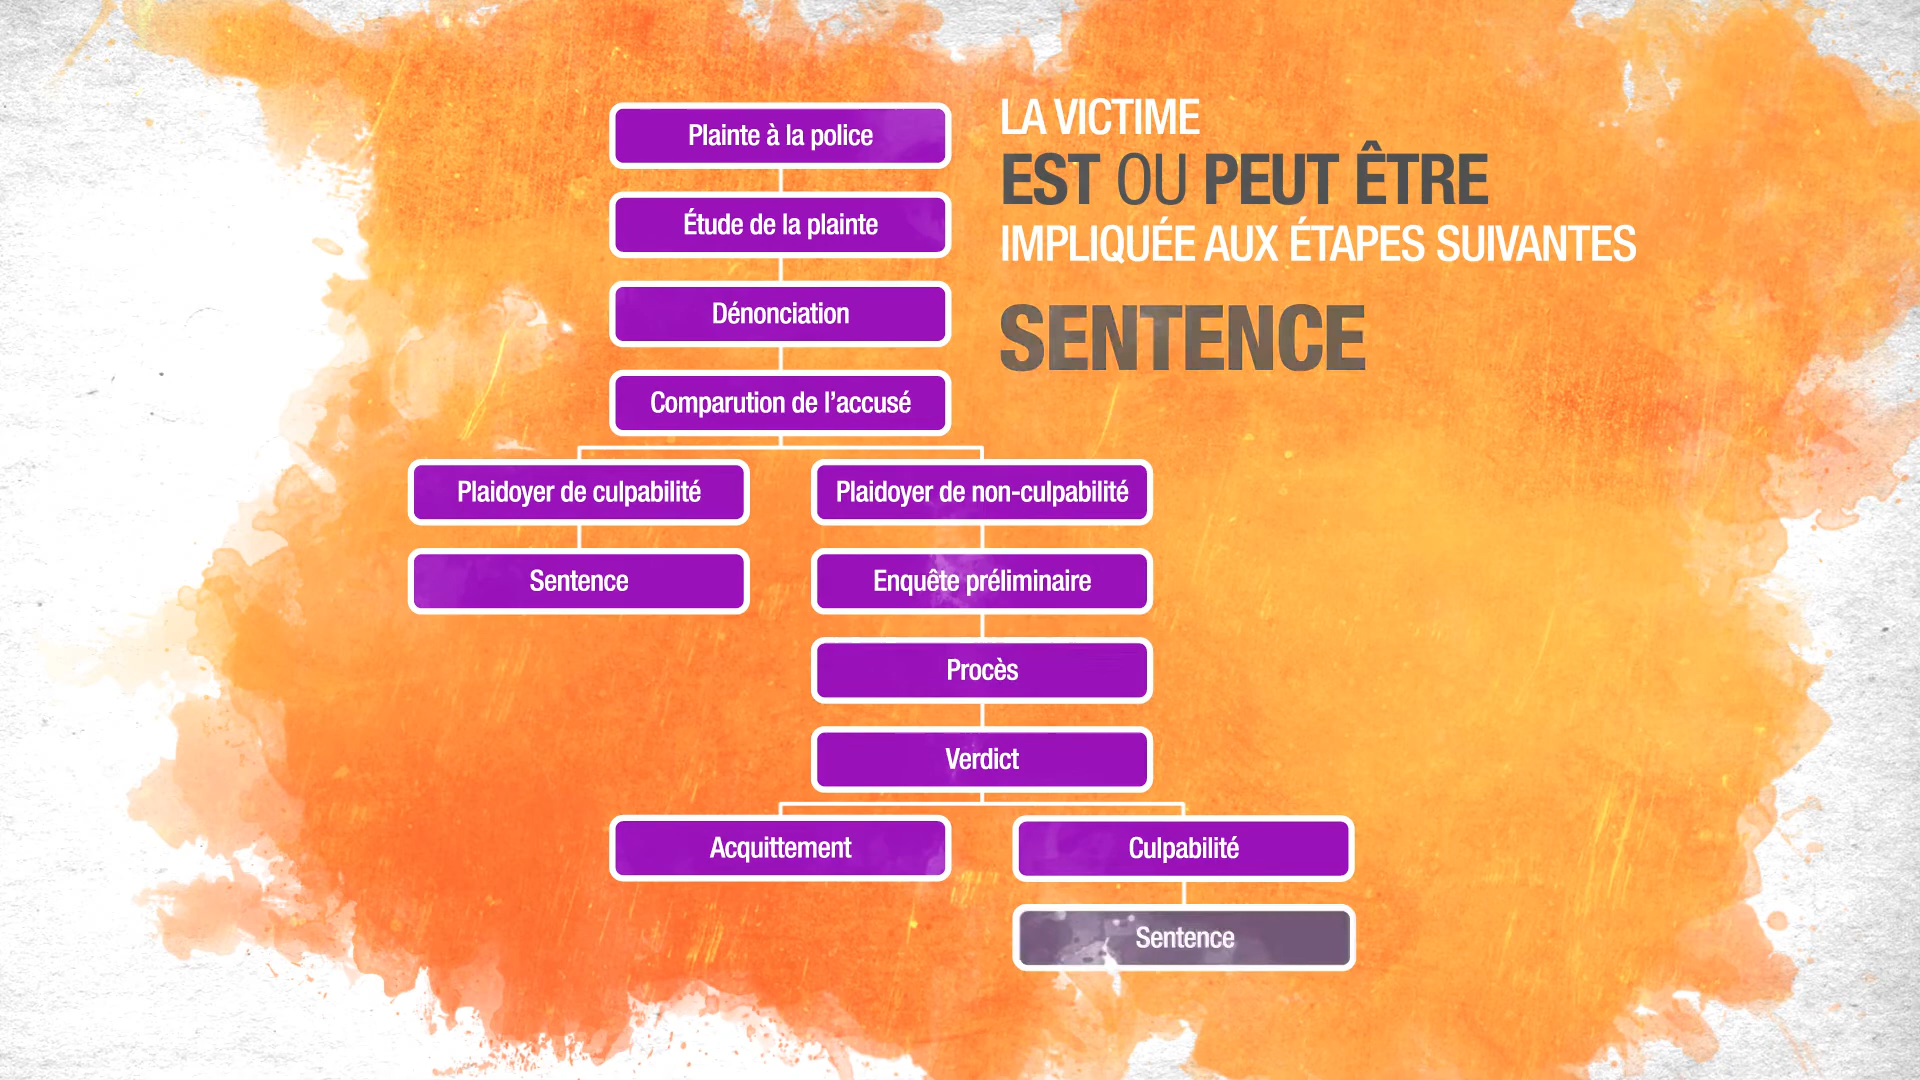 LA VICTIME
EST OU PEUT ÊTRE
IMPLIQUÉE AUX ÉTAPES SUIVANTES
SENTENCE
Plainte à la police
Étude de la plainte
Dénonciation
Comparution de l’accusé
Plaidoyer de culpabilité
Plaidoyer de non-culpabilité
Sentence
Enquête préliminaire
Procès
Verdict
Acquittement
Culpabilité
Sentence